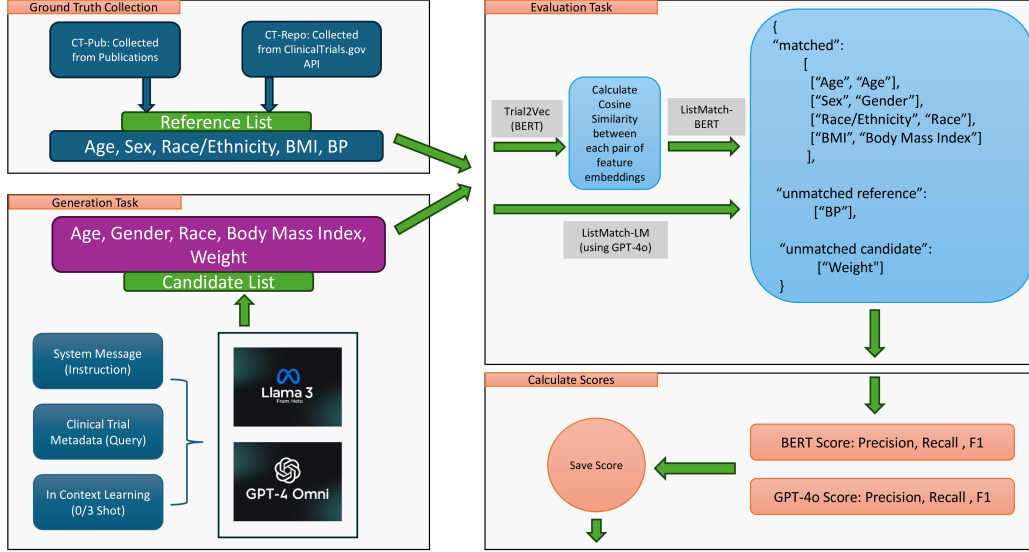 Ground Truth Collection
CT-Pub: Collected
from Publications
CT-Repo: Collected
from ClinicalTrials.gov
API
Reference List
Age, Sex, Race/Ethnicity, BMI, BP
Generation Task
Age, Gender, Race, Body Mass Index,
Weight
Candidate List
System Message
(Instruction)
Clinical Trial
Metadata (Query)
In Context Learning
(0/3 Shot)
Llama 3
From Meta
GPT-4 Omni
Evaluation Task
Trial2Vec
(BERT)
Calculate
Cosine
Similarity
between
each pair of
feature
embeddings
ListMatch-
BERT
ListMatch-LM
(using GPT-4o)
{
“matched”:
[
[“Age”, “Age”],
[“Sex”, “Gender”],
[“Race/Ethnicity”, “Race”],
[“BMI”, “Body Mass Index”]
],
“unmatched reference”:
[“BP”],
“unmatched candidate”:
[“Weight"]
}
Calculate Scores
BERT Score: Precision, Recall , F1
GPT-4o Score: Precision, Recall , F1
Save Score